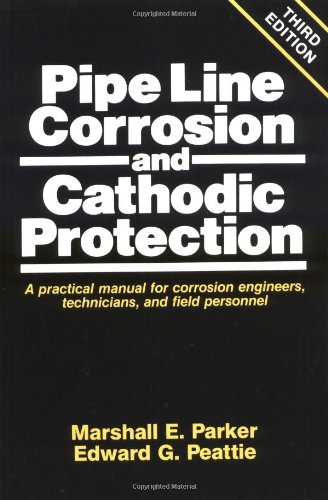 THIRD
EDITION
Pipe Line
Corrosion
and
Cathodic
Protection
A practical manual for corrosion engineers,
technicians, and field personnel
Marshall E. Parker
Edward G. Peattie